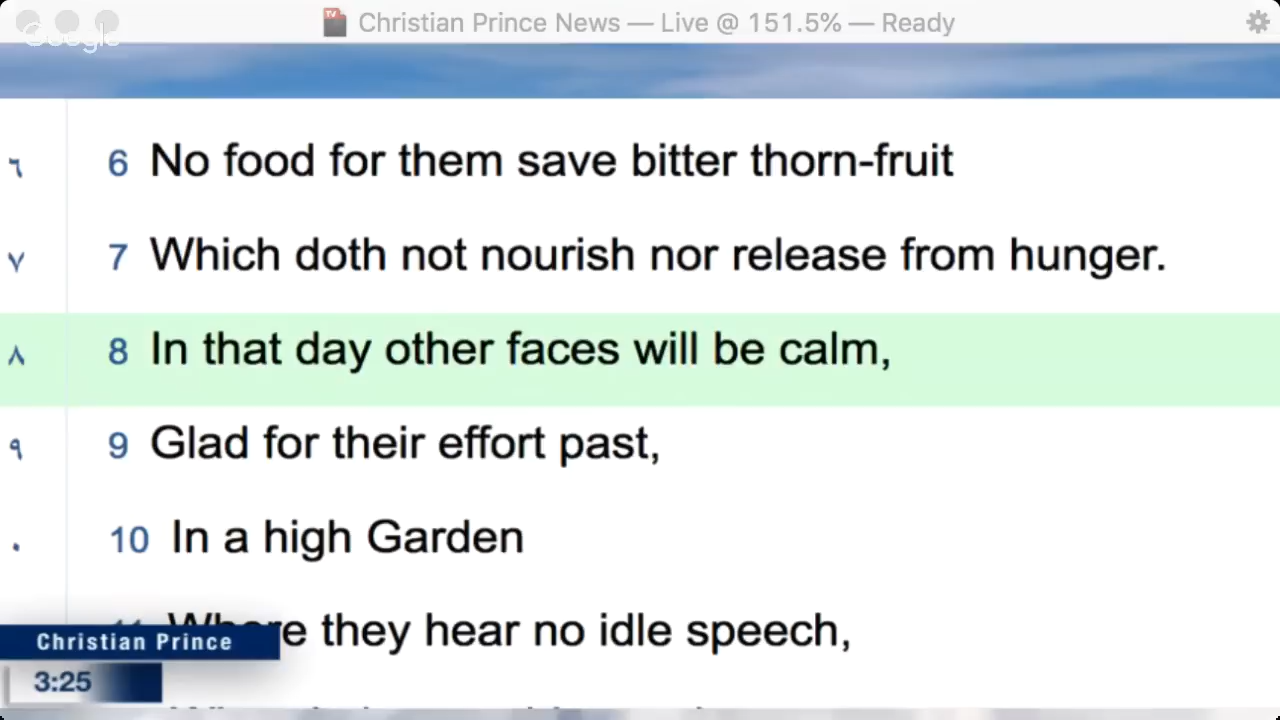 Christian Prince News — Live @ 151.5% — Ready
Google
٦ 6 No food for them save bitter thorn-fruit
٧ 7 Which doth not nourish nor release from hunger.
٨ 8 In that day other faces will be calm,
٩ 9 Glad for their effort past,
٠ 10 In a high Garden
Where they hear no idle speech,
Christian Prince
3:25